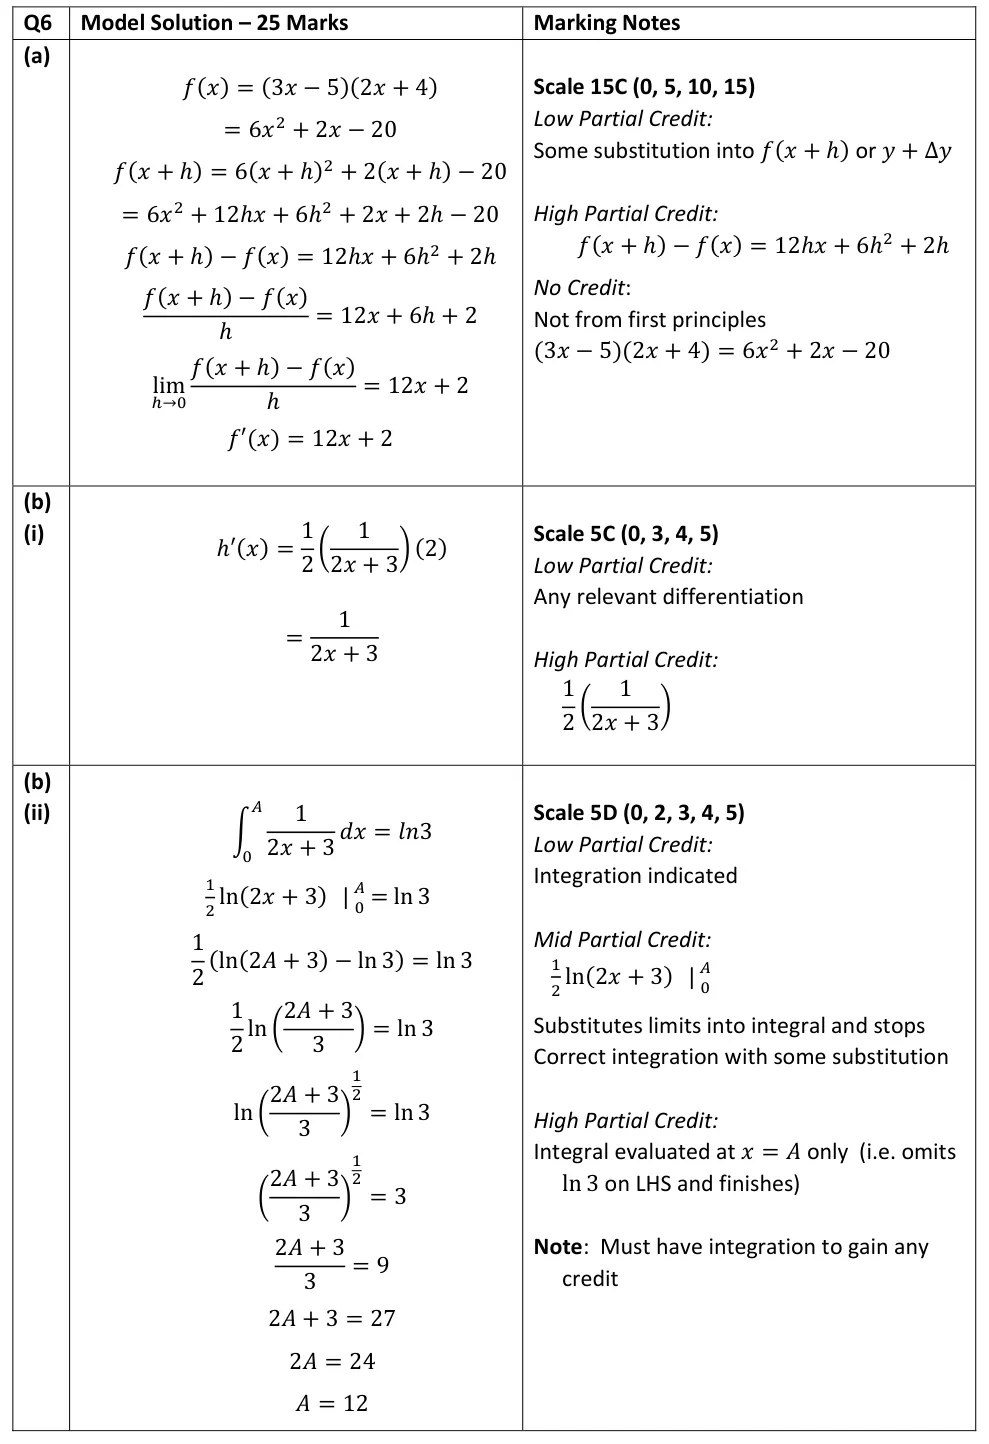 Q6 Model Solution – 25 Marks Marking Notes
(a)
f(x) = (3x − 5)(2x + 4)
= 6x² + 2x − 20
f(x + h) = 6(x + h)² + 2(x + h) − 20
= 6x² + 12hx + 6h² + 2x + 2h − 20
f(x + h) − f(x) = 12hx + 6h² + 2h
(f(x + h) − f(x))/h = 12x + 6h + 2
lim h→0 (f(x + h) − f(x))/h = 12x + 2
f′(x) = 12x + 2
Scale 15C (0, 5, 10, 15)
Low Partial Credit:
Some substitution into f(x + h) or y + Δy
High Partial Credit:
f(x + h) − f(x) = 12hx + 6h² + 2h
No Credit:
Not from first principles
(3x − 5)(2x + 4) = 6x² + 2x − 20
(b)
(i)
h′(x) = 1/2 (1/(2x + 3)) (2)
= 1/(2x + 3)
Scale 5C (0, 3, 4, 5)
Low Partial Credit:
Any relevant differentiation
High Partial Credit:
1/2 (1/(2x + 3))
(b)
(ii)
∫₀ᴬ 1/(2x + 3) dx = ln3
½ ln(2x + 3) |₀ᴬ = ln 3
1/2 (ln(2A + 3) − ln 3) = ln 3
1/2 ln((2A + 3)/3) = ln 3
ln((2A + 3)/3)^(1/2) = ln 3
((2A + 3)/3)^(1/2) = 3
(2A + 3)/3 = 9
2A + 3 = 27
2A = 24
A = 12
Scale 5D (0, 2, 3, 4, 5)
Low Partial Credit:
Integration indicated
Mid Partial Credit:
½ ln(2x + 3) |₀ᴬ
Substitutes limits into integral and stops
Correct integration with some substitution
High Partial Credit:
Integral evaluated at x = A only (i.e. omits
ln 3 on LHS and finishes)
Note: Must have integration to gain any
credit